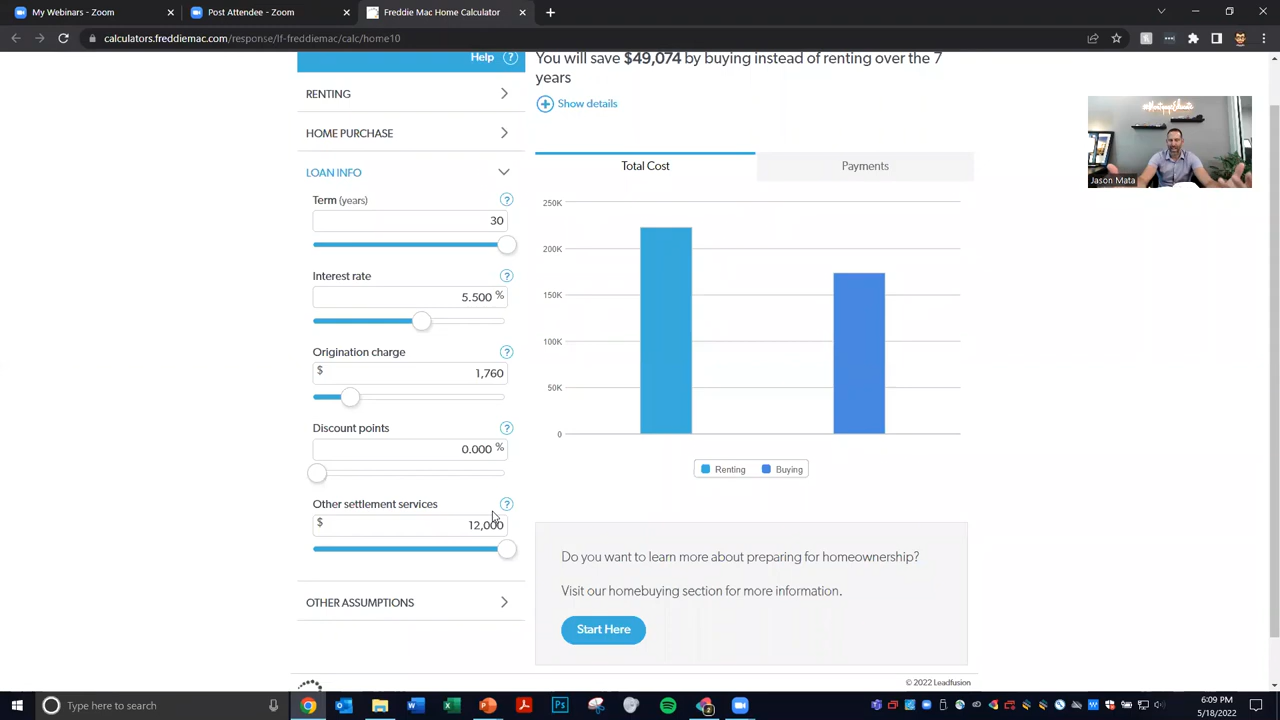 My Webinars - Zoom
Post Attendee - Zoom
Freddie Mac Home Calculator
calculators.freddiemac.com/response/lf-freddiemac/calc/home10
Help ?
You will save $49,074 by buying instead of renting over the 7
years
Show details
RENTING
HOME PURCHASE
LOAN INFO
Term (years) ?
30
Interest rate ?
5.500 %
Origination charge ?
$ 1,760
Discount points ?
0.000 %
Other settlement services ?
$ 12,000
OTHER ASSUMPTIONS
Total Cost
Payments
250K
200K
150K
100K
50K
0
Renting Buying
Do you want to learn more about preparing for homeownership?
Visit our homebuying section for more information.
Start Here
© 2022 Leadfusion
Jason Mata
Type here to search
6:09 PM
5/18/2022